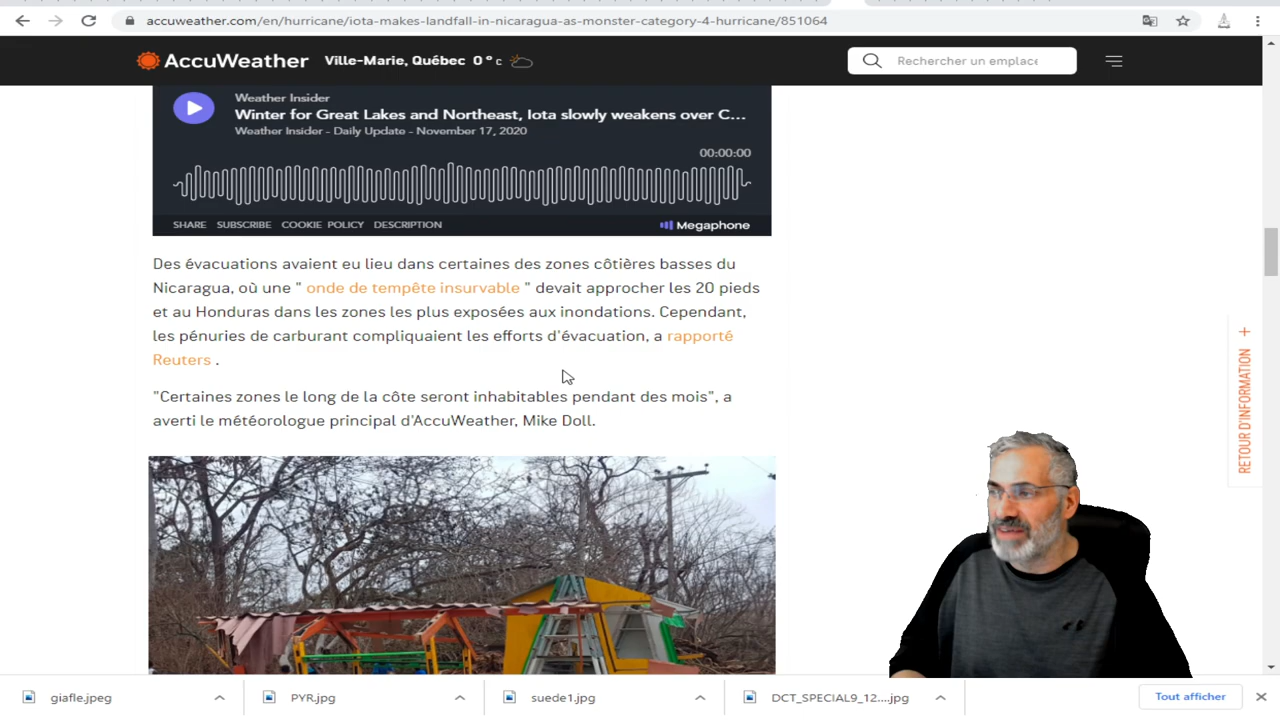 accuweather.com/en/hurricane/iota-makes-landfall-in-nicaragua-as-monster-category-4-hurricane/851064
AccuWeather Ville-Marie, Québec 0° c Rechercher un emplace
Weather Insider
Winter for Great Lakes and Northeast, Iota slowly weakens over C...
Weather Insider - Daily Update - November 17, 2020
00:00:00
SHARE SUBSCRIBE COOKIE POLICY DESCRIPTION Megaphone
Des évacuations avaient eu lieu dans certaines des zones côtières basses du
Nicaragua, où une " onde de tempête insurvable " devait approcher les 20 pieds
et au Honduras dans les zones les plus exposées aux inondations. Cependant,
les pénuries de carburant compliquaient les efforts d'évacuation, a rapporté
Reuters .
"Certaines zones le long de la côte seront inhabitables pendant des mois", a
averti le météorologue principal d'AccuWeather, Mike Doll.
RETOUR D'INFORMATION +
giafle.jpeg PYR.jpg suede1.jpg DCT_SPECIAL9_12....jpg Tout afficher